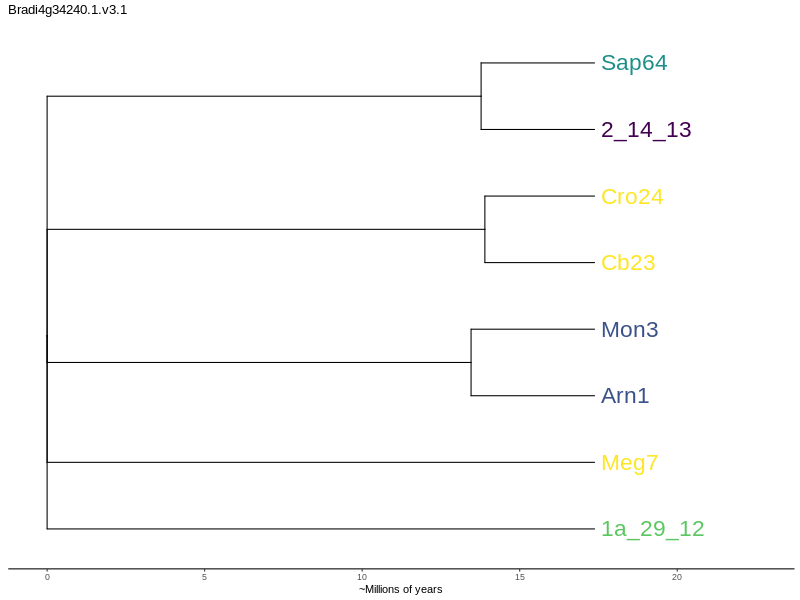 Bradi4g34240.1.v3.1
Sap64
2_14_13
Cro24
Cb23
Mon3
Arn1
Meg7
1a_29_12
0 5 10 15 20
~Millions of years